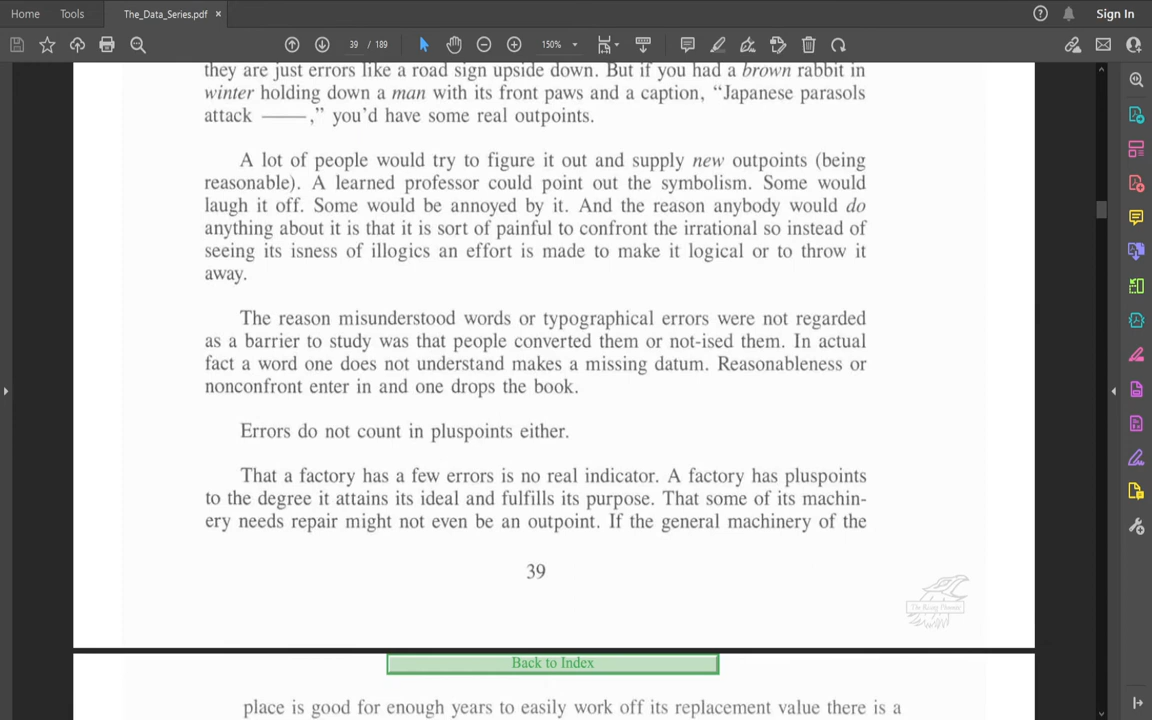 Home
Tools
The_Data_Series.pdf
×
Sign In
39 / 189
150%
they are just errors like a road sign upside down. But if you had a brown rabbit in
winter holding down a man with its front paws and a caption, “Japanese parasols
attack ——,” you’d have some real outpoints.
A lot of people would try to figure it out and supply new outpoints (being
reasonable). A learned professor could point out the symbolism. Some would
laugh it off. Some would be annoyed by it. And the reason anybody would do
anything about it is that it is sort of painful to confront the irrational so instead of
seeing its isness of illogics an effort is made to make it logical or to throw it
away.
The reason misunderstood words or typographical errors were not regarded
as a barrier to study was that people converted them or not-ised them. In actual
fact a word one does not understand makes a missing datum. Reasonableness or
nonconfront enter in and one drops the book.
Errors do not count in pluspoints either.
That a factory has a few errors is no real indicator. A factory has pluspoints
to the degree it attains its ideal and fulfills its purpose. That some of its machin-
ery needs repair might not even be an outpoint. If the general machinery of the
39
The Rising Phoenix
Back to Index
place is good for enough years to easily work off its replacement value there is a